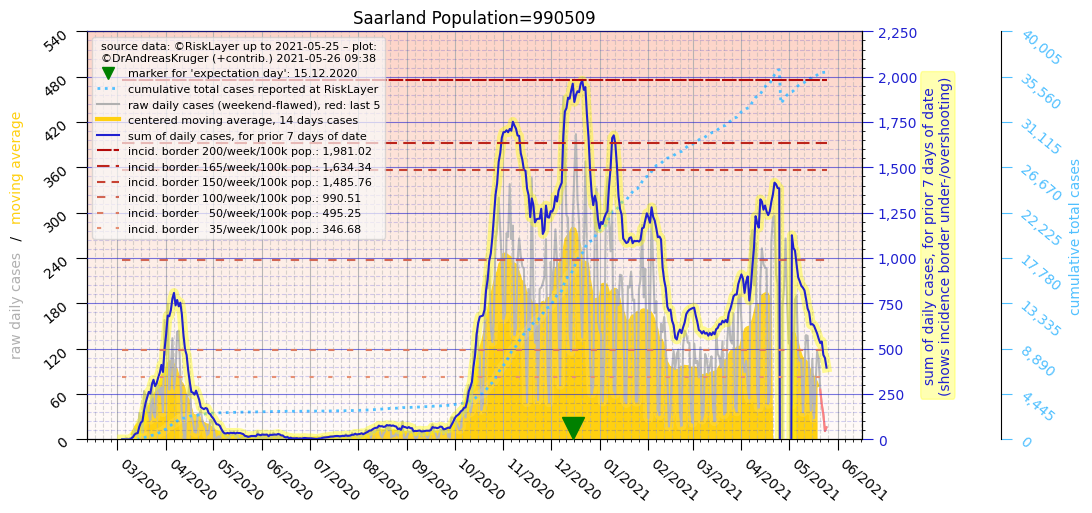 Saarland Population=990509
source data: ©RiskLayer up to 2021-05-25 – plot:
©DrAndreasKruger (+contrib.) 2021-05-26 09:38
marker for 'expectation day': 15.12.2020
cumulative total cases reported at RiskLayer
raw daily cases (weekend-flawed), red: last 5
centered moving average, 14 days cases
sum of daily cases, for prior 7 days of date
incid. border 200/week/100k pop.: 1,981.02
incid. border 165/week/100k pop.: 1,634.34
incid. border 150/week/100k pop.: 1,485.76
incid. border 100/week/100k pop.: 990.51
incid. border   50/week/100k pop.: 495.25
incid. border   35/week/100k pop.: 346.68
raw daily cases / moving average
540
480
420
360
300
240
180
120
60
0
03/2020
04/2020
05/2020
06/2020
07/2020
08/2020
09/2020
10/2020
11/2020
12/2020
01/2021
02/2021
03/2021
04/2021
05/2021
06/2021
2,250
2,000
1,750
1,500
1,250
1,000
750
500
250
0
sum of daily cases, for prior 7 days of date
(shows incidence border under-/overshooting)
40,005
35,560
31,115
26,670
22,225
17,780
13,335
8,890
4,445
0
cumulative total cases